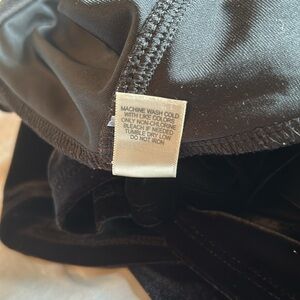 MACHINE WASH COLD
WITH LIKE COLORS
ONLY NON-CHLORINE
BLEACH IF NEEDED
TUMBLE DRY LOW
DO NOT IRON